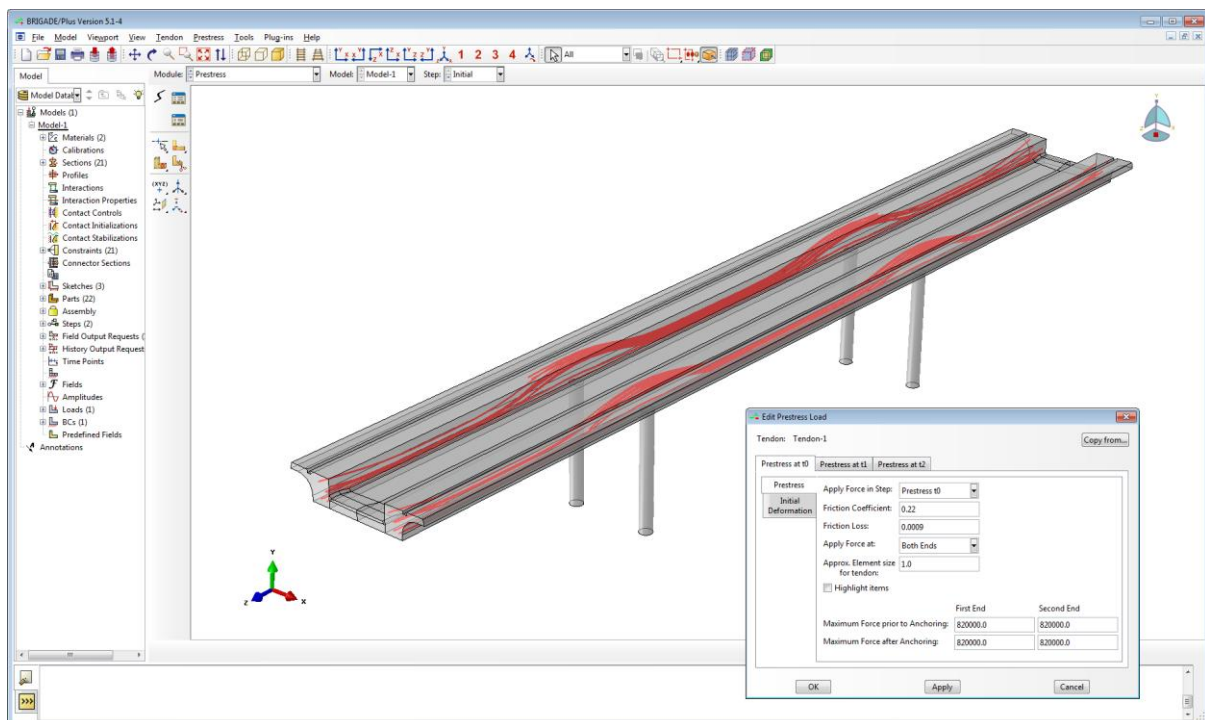 BRIGADE/Plus Version 5.1-4
File Model Viewport View Tendon Prestress Tools Plug-ins Help
1 2 3 4 All
Model
Module: Prestress Model: Model-1 Step: Initial
Model Datab
Models (1)
Model-1
Materials (2)
Calibrations
Sections (21)
Profiles
Interactions
Interaction Properties
Contact Controls
Contact Initializations
Contact Stabilizations
Constraints (21)
Connector Sections
Sketches (3)
Parts (22)
Assembly
Steps (2)
Field Output Requests (
History Output Request
Time Points
Fields
Amplitudes
Loads (1)
BCs (1)
Predefined Fields
Annotations
(XYZ)
Y
Z X
Edit Prestress Load
Tendon: Tendon-1 Copy from...
Prestress at t0 Prestress at t1 Prestress at t2
Prestress
Initial Deformation
Apply Force in Step: Prestress t0
Friction Coefficient: 0.22
Friction Loss: 0.0009
Apply Force at: Both Ends
Approx. Element size 1.0
for tendon:
Highlight items
First End Second End
Maximum Force prior to Anchoring: 820000.0 820000.0
Maximum Force after Anchoring: 820000.0 820000.0
OK Apply Cancel
>>>